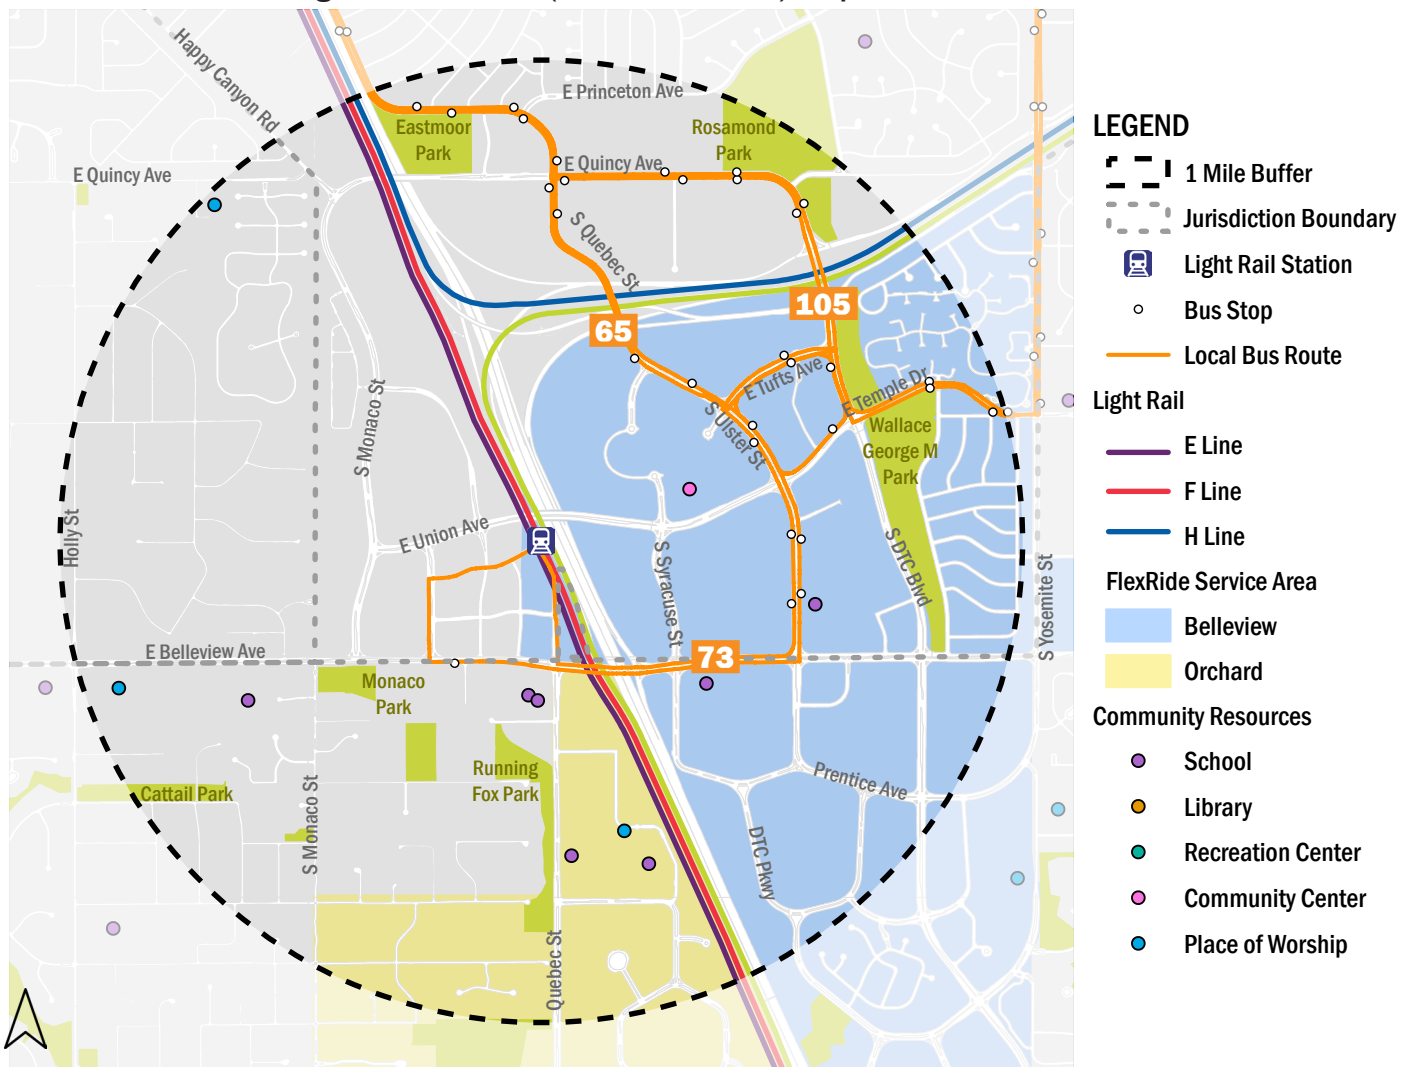 Happy Canyon Rd
E Princeton Ave
Eastmoor
Park
Rosamond
Park
E Quincy Ave
E Quincy Ave
S Quebec St
65
105
E Tufts Ave
E Temple Dr
S Ulster St
Wallace
George M
Park
S Monaco St
Holly St
E Union Ave
S Syracuse St
S DTC Blvd
S Yosemite St
E Belleview Ave
73
Monaco
Park
Running
Fox Park
Cattail Park
S Monaco St
Prentice Ave
DTC Pkwy
Quebec St
LEGEND
1 Mile Buffer
Jurisdiction Boundary
Light Rail Station
Bus Stop
Local Bus Route
Light Rail
E Line
F Line
H Line
FlexRide Service Area
Belleview
Orchard
Community Resources
School
Library
Recreation Center
Community Center
Place of Worship